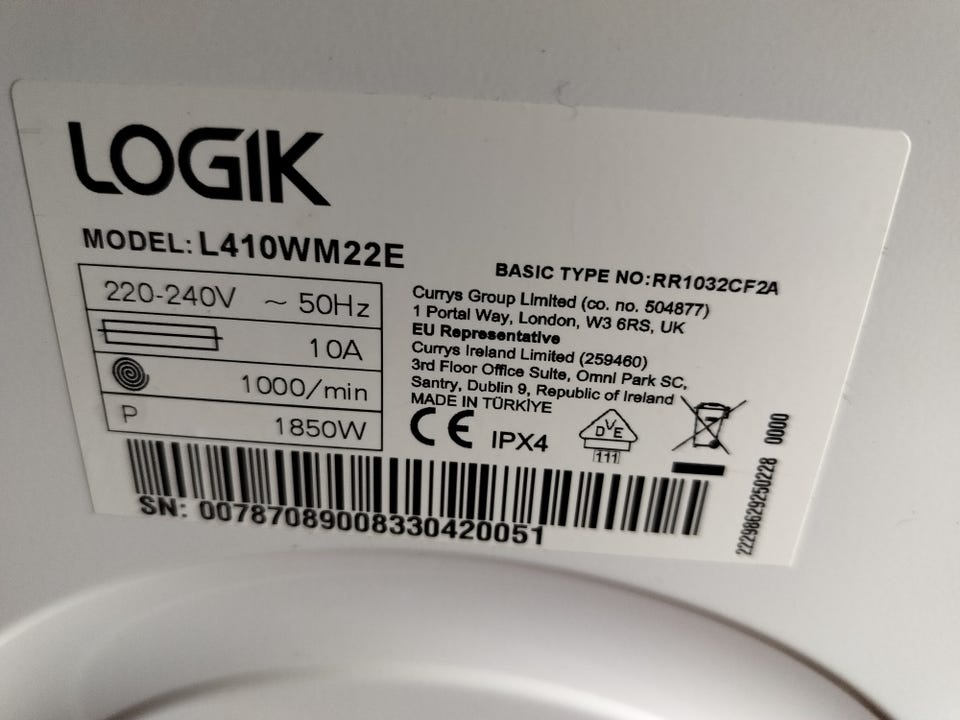 LOGIK
MODEL: L410WM22E
BASIC TYPE NO:RR1032CF2A
220-240V ~ 50Hz
10A
1000/min
P 1850W
Currys Group Limited (co. no. 504877)
1 Portal Way, London, W3 6RS, UK
EU Representative
Currys Ireland Limited (259460)
3rd Floor Office Suite, Omni Park SC,
Santry, Dublin 9, Republic of Ireland
MADE IN TÜRKİYE
CE IPX4
DVE
111
SN: 00787089008330420051
22298629250228 0000